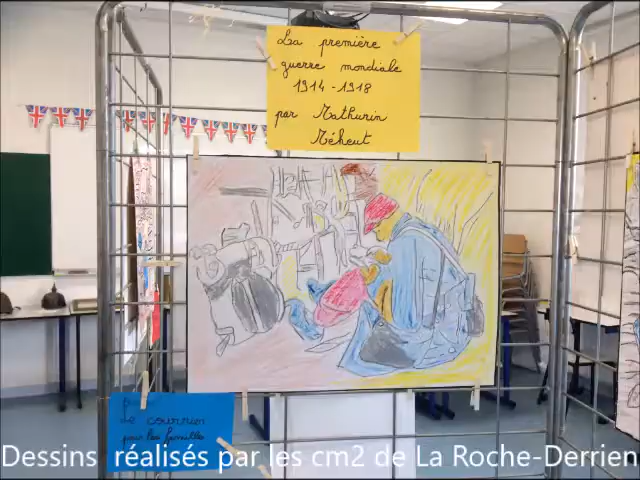 La première
guerre mondiale
1914-1918
par Mathurin
Méheut
Le courrier
pour les familles
Dessins réalisés par les cm2 de La Roche-Derrien